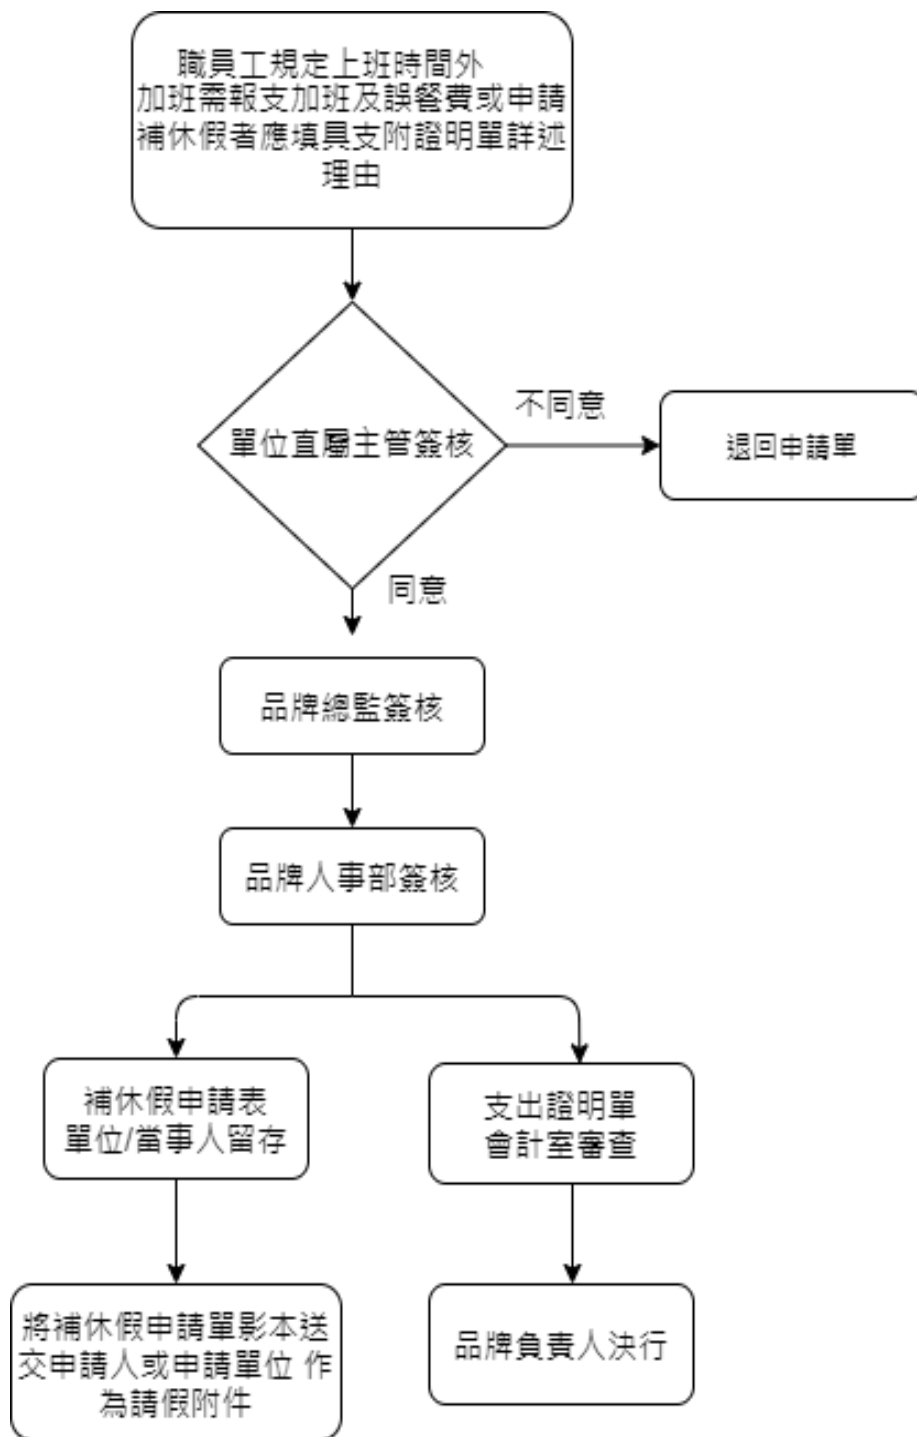 職員工規定上班時間外
加班需報支加班及誤餐費或申請
補休假者應填具支附證明單詳述
理由
單位直屬主管簽核
不同意
退回申請單
同意
品牌總監簽核
品牌人事部簽核
補休假申請表
單位/當事人留存
支出證明單
會計室審查
將補休假申請單影本送
交申請人或申請單位 作
為請假附件
品牌負責人決行